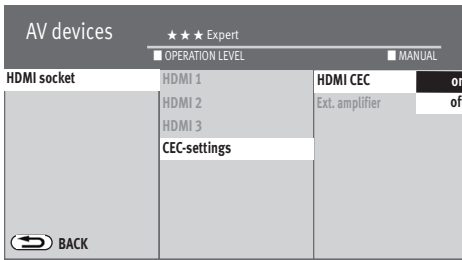 AV devices
★★★ Expert
OPERATION LEVEL
MANUAL
HDMI socket
HDMI 1
HDMI CEC
HDMI 2
Ext. amplifier
HDMI 3
CEC-settings
BACK